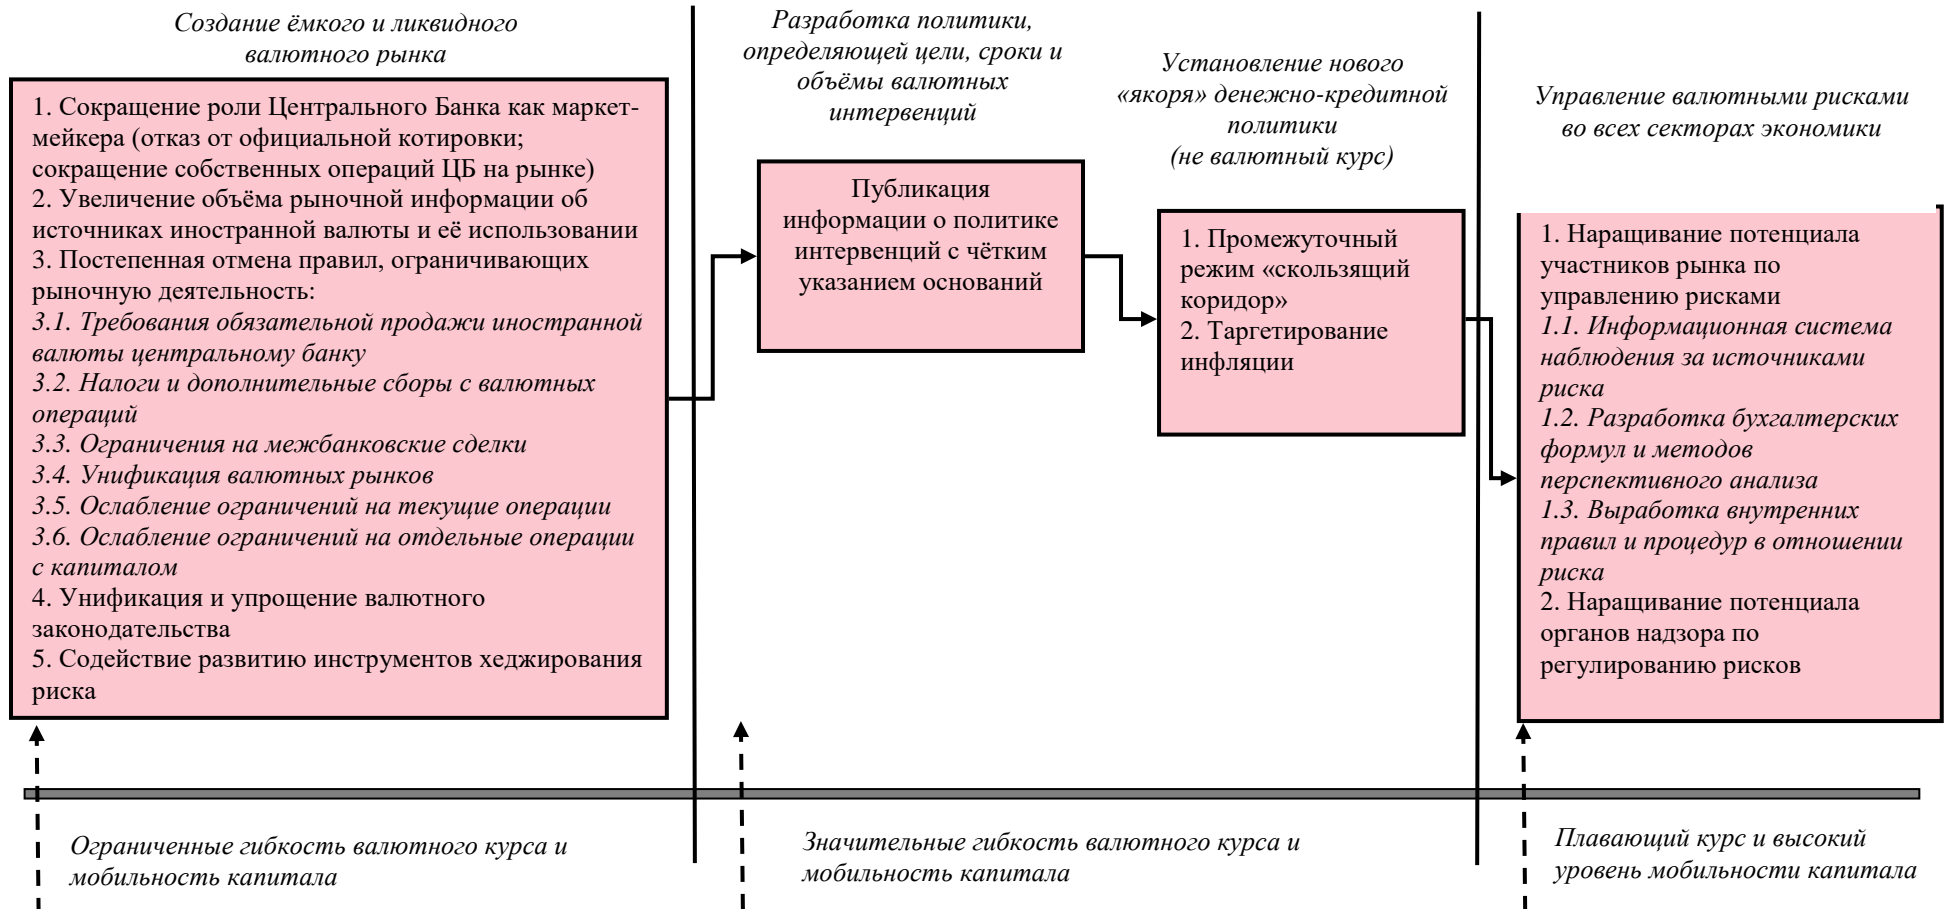 Создание ёмкого и ликвидного
валютного рынка
1. Сокращение роли Центрального Банка как маркет-
мейкера (отказ от официальной котировки;
сокращение собственных операций ЦБ на рынке)
2. Увеличение объёма рыночной информации об
источниках иностранной валюты и её использовании
3. Постепенная отмена правил, ограничивающих
рыночную деятельность:
3.1. Требования обязательной продажи иностранной
валюты центральному банку
3.2. Налоги и дополнительные сборы с валютных
операций
3.3. Ограничения на межбанковские сделки
3.4. Унификация валютных рынков
3.5. Ослабление ограничений на текущие операции
3.6. Ослабление ограничений на отдельные операции
с капиталом
4. Унификация и упрощение валютного
законодательства
5. Содействие развитию инструментов хеджирования
риска
Разработка политики,
определяющей цели, сроки и
объёмы валютных
интервенций
Публикация
информации о политике
интервенций с чётким
указанием оснований
Установление нового
«якоря» денежно-кредитной
политики
(не валютный курс)
1. Промежуточный
режим «скользящий
коридор»
2. Таргетирование
инфляции
Управление валютными рисками
во всех секторах экономики
1. Наращивание потенциала
участников рынка по
управлению рисками
1.1. Информационная система
наблюдения за источниками
риска
1.2. Разработка бухгалтерских
формул и методов
перспективного анализа
1.3. Выработка внутренних
правил и процедур в отношении
риска
2. Наращивание потенциала
органов надзора по
регулированию рисков
Ограниченные гибкость валютного курса и
мобильность капитала
Значительные гибкость валютного курса и
мобильность капитала
Плавающий курс и высокий
уровень мобильности капитала